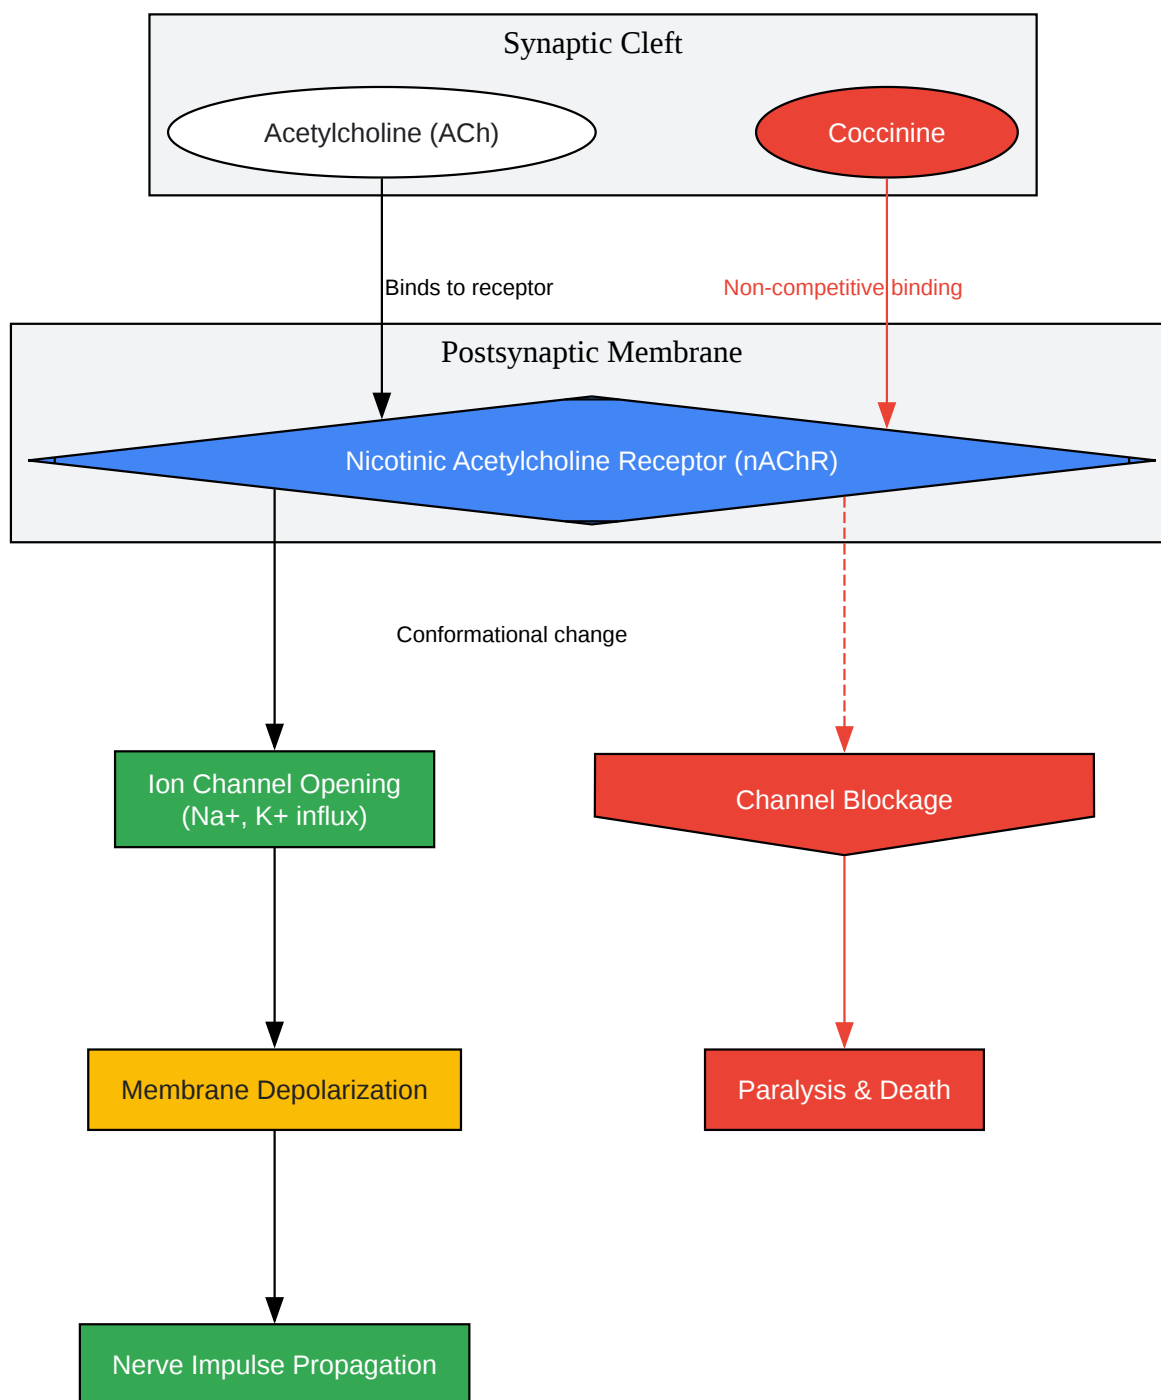 Synaptic Cleft
Acetylcholine (ACh)
Coccinine
Binds to receptor
Non-competitive binding
Postsynaptic Membrane
Nicotinic Acetylcholine Receptor (nAChR)
Conformational change
Ion Channel Opening
(Na+, K+ influx)
Channel Blockage
Membrane Depolarization
Paralysis & Death
Nerve Impulse Propagation